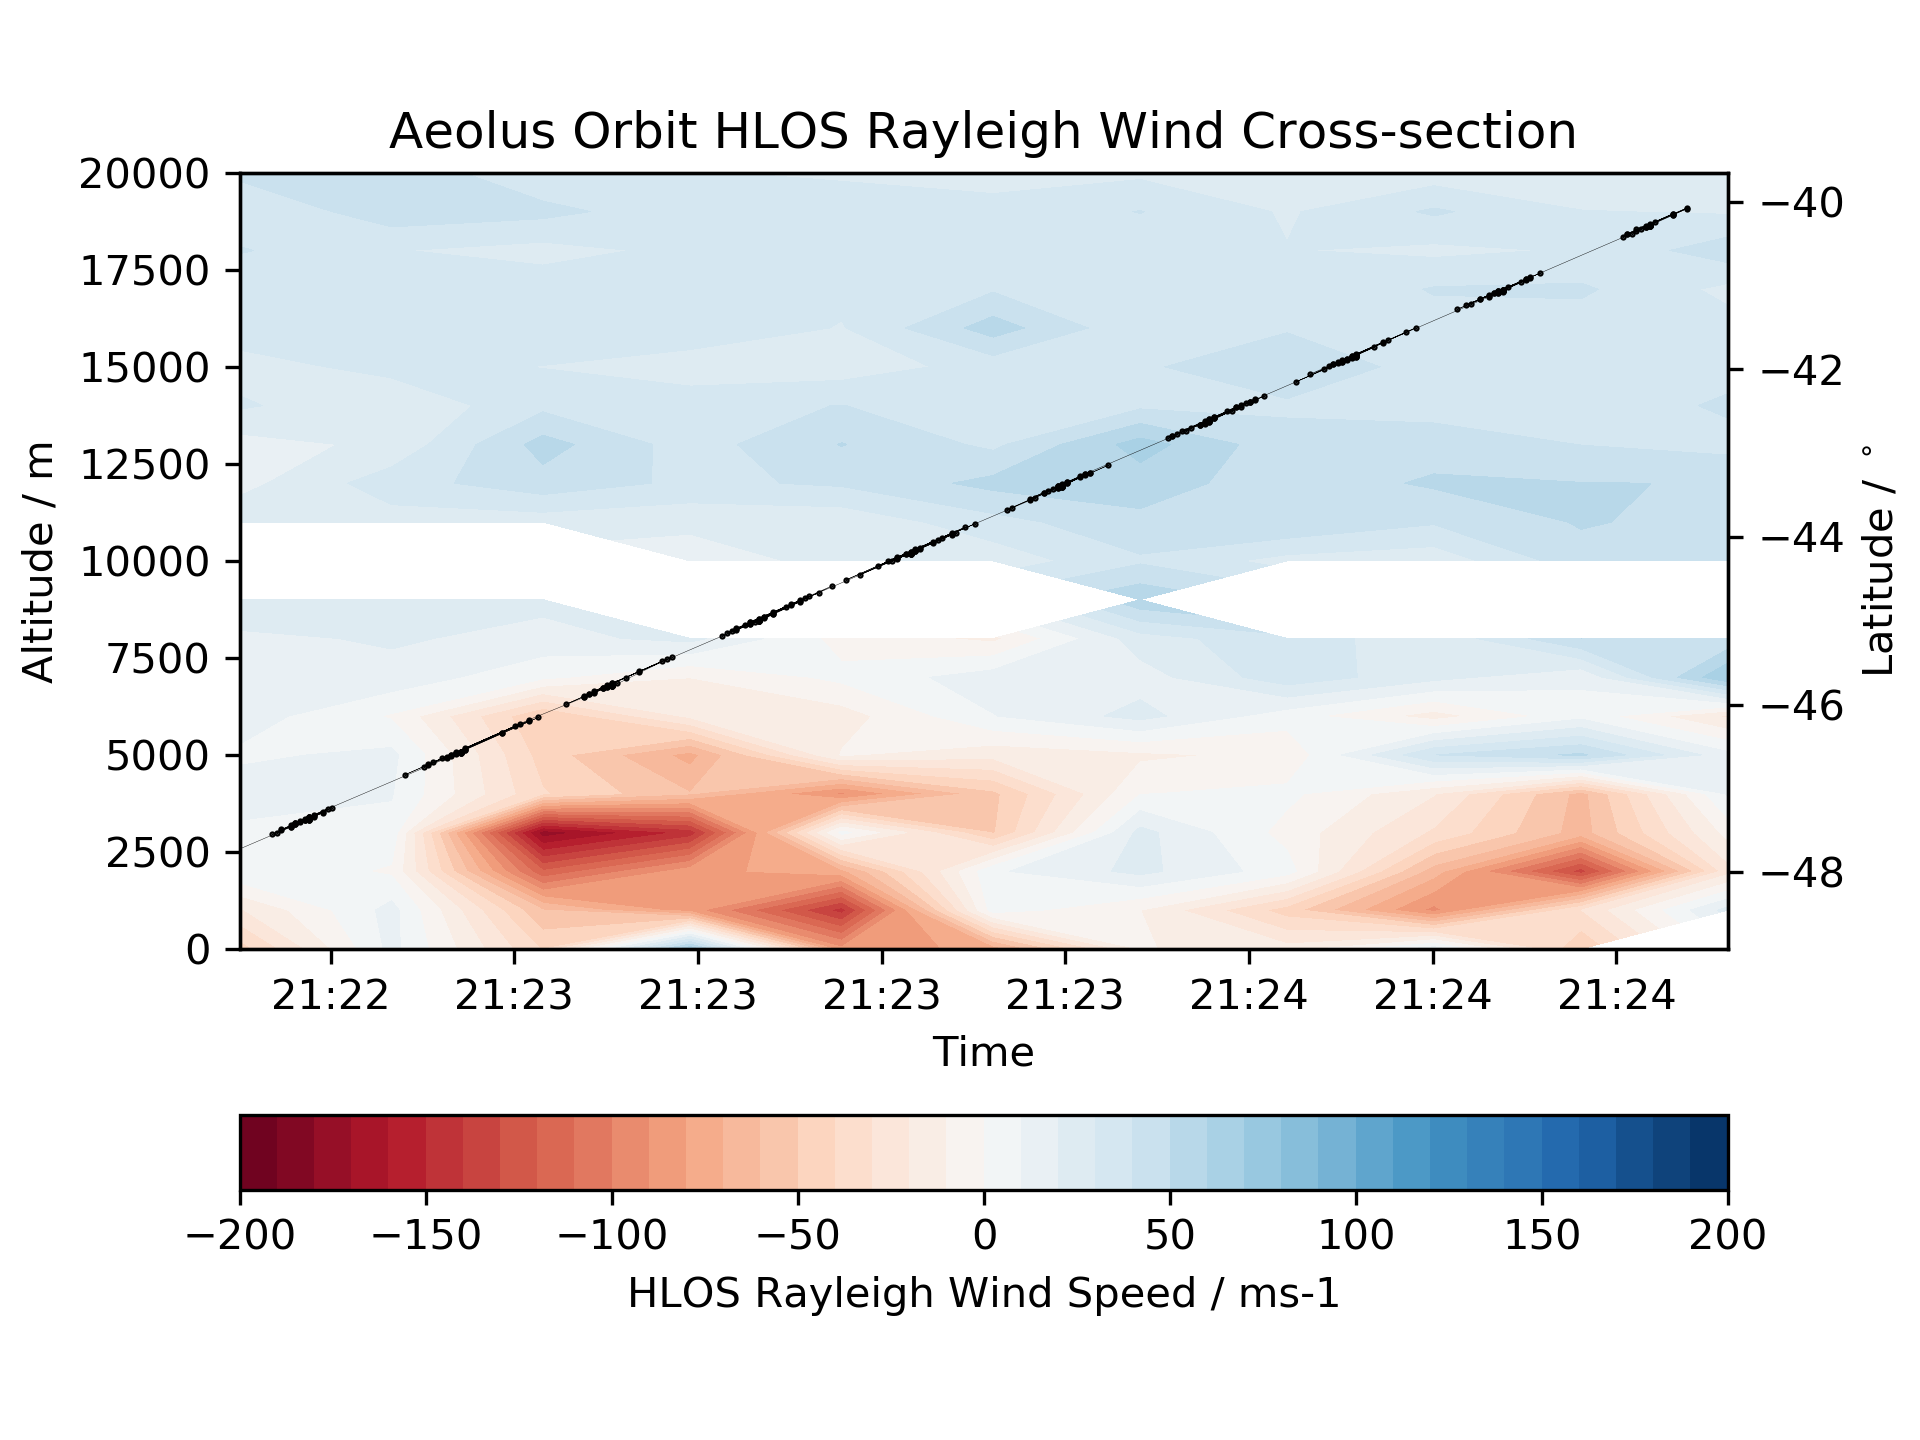 Aeolus Orbit HLOS Rayleigh Wind Cross-section
20000
17500
15000
12500
10000
7500
5000
2500
0
Altitude / m
−40
−42
−44
−46
−48
Latitude / °
21:22 21:23 21:23 21:23 21:23 21:24 21:24 21:24
Time
−200 −150 −100 −50 0 50 100 150 200
HLOS Rayleigh Wind Speed / ms-1